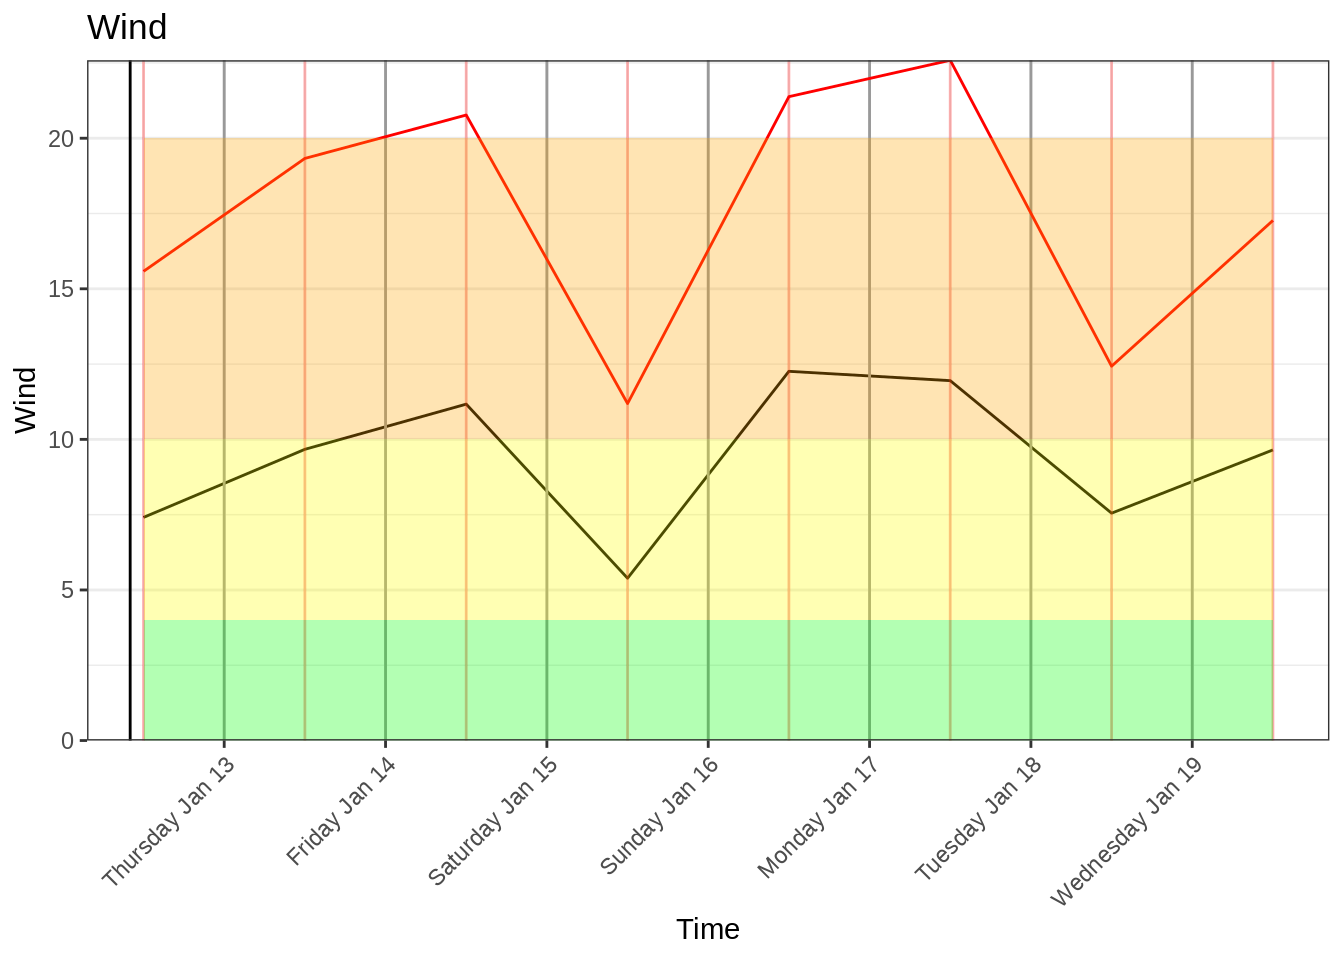 Wind
Wind
20
15
10
5
0
Thursday Jan 13
Friday Jan 14
Saturday Jan 15
Sunday Jan 16
Monday Jan 17
Tuesday Jan 18
Wednesday Jan 19
Time